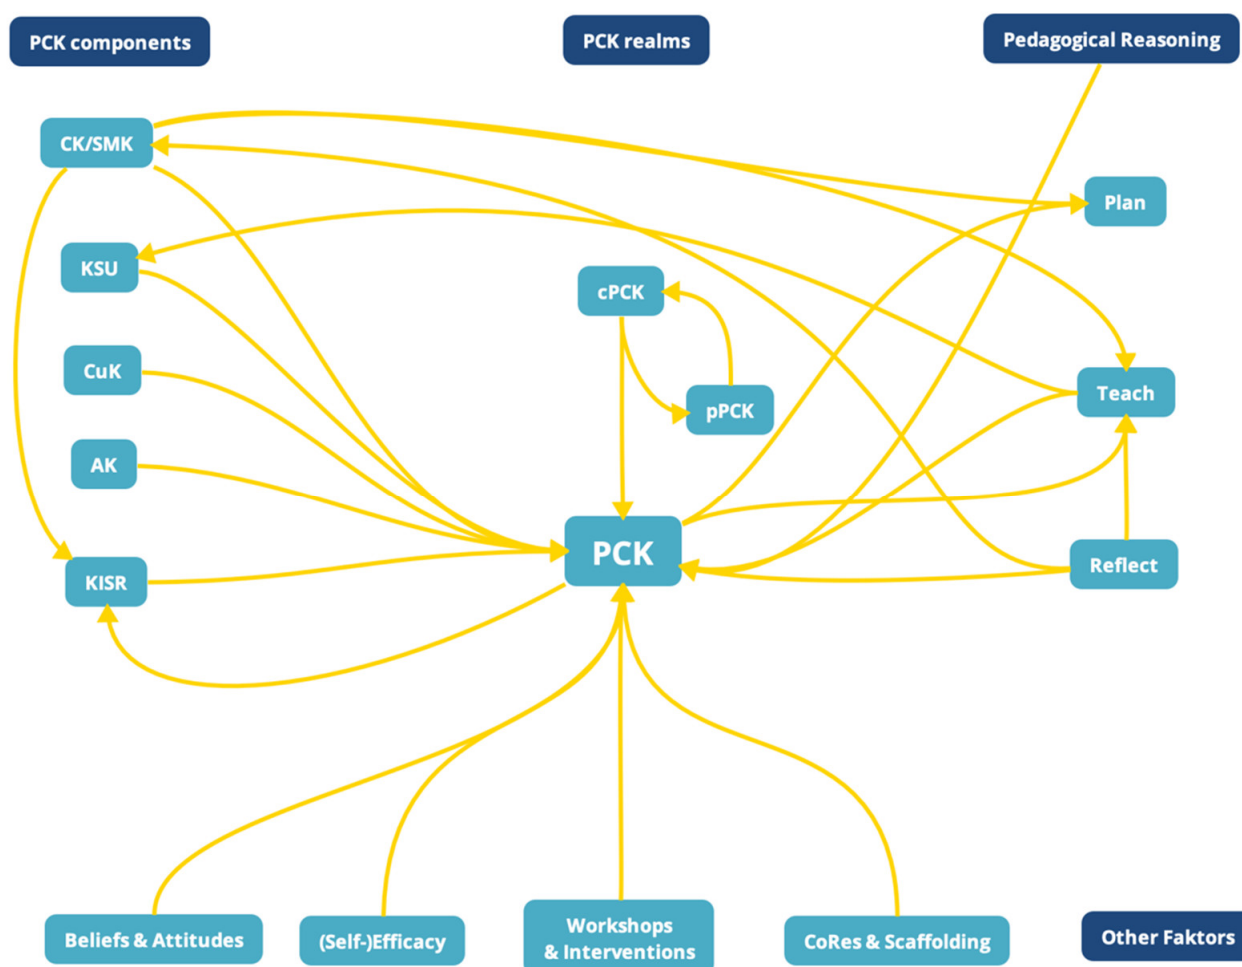 PCK components
PCK realms
Pedagogical Reasoning
CK/SMK
Plan
KSU
cPCK
CuK
Teach
pPCK
AK
PCK
Reflect
KISR
Beliefs & Attitudes
(Self-)Efficacy
Workshops
& Interventions
CoRes & Scaffolding
Other Faktors